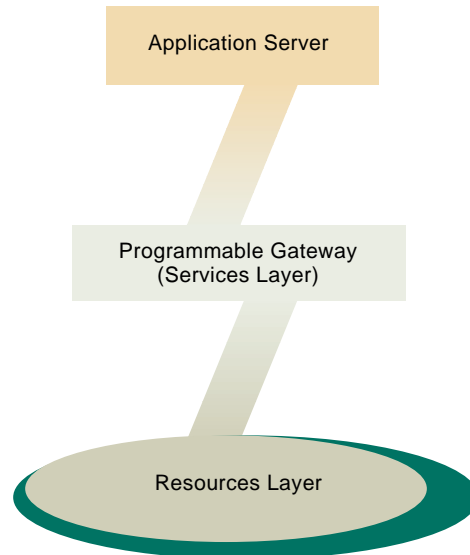 Application Server
Programmable Gateway
(Services Layer)
Resources Layer